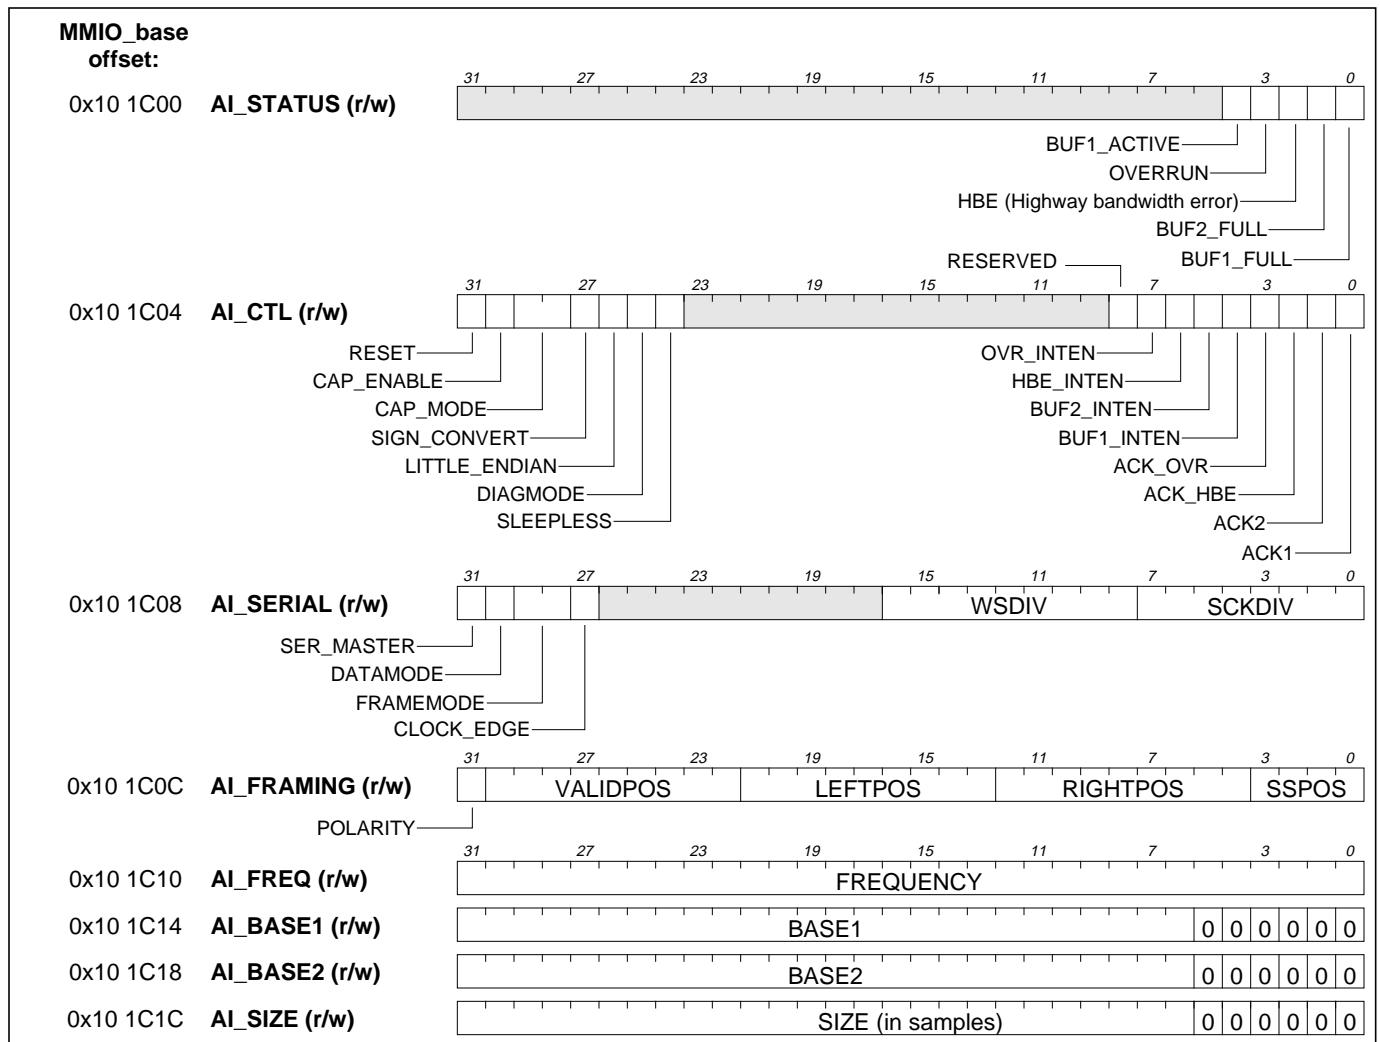 MMIO_base
offset:
31 27 23 19 15 11 7 3 0
0x10 1C00 AI_STATUS (r/w)
BUF1_ACTIVE
OVERRUN
HBE (Highway bandwidth error)
BUF2_FULL
BUF1_FULL
RESERVED
31 27 23 19 15 11 7 3 0
0x10 1C04 AI_CTL (r/w)
RESET OVR_INTEN
CAP_ENABLE HBE_INTEN
CAP_MODE BUF2_INTEN
SIGN_CONVERT BUF1_INTEN
LITTLE_ENDIAN ACK_OVR
DIAGMODE ACK_HBE
SLEEPLESS ACK2
ACK1
31 27 23 19 15 11 7 3 0
0x10 1C08 AI_SERIAL (r/w) WSDIV SCKDIV
SER_MASTER
DATAMODE
FRAMEMODE
CLOCK_EDGE
31 27 23 19 15 11 7 3 0
0x10 1C0C AI_FRAMING (r/w) VALIDPOS LEFTPOS RIGHTPOS SSPOS
POLARITY
31 27 23 19 15 11 7 3 0
0x10 1C10 AI_FREQ (r/w) FREQUENCY
0x10 1C14 AI_BASE1 (r/w) BASE1 0 0 0 0 0 0
0x10 1C18 AI_BASE2 (r/w) BASE2 0 0 0 0 0 0
0x10 1C1C AI_SIZE (r/w) SIZE (in samples) 0 0 0 0 0 0